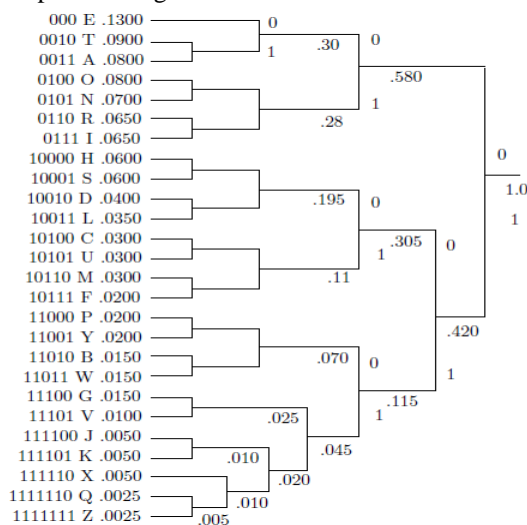 000 E .1300
0010 T .0900
0011 A .0800
0100 O .0800
0101 N .0700
0110 R .0650
0111 I .0650
10000 H .0600
10001 S .0600
10010 D .0400
10011 L .0350
10100 C .0300
10101 U .0300
10110 M .0300
10111 F .0200
11000 P .0200
11001 Y .0200
11010 B .0150
11011 W .0150
11100 G .0150
11101 V .0100
111100 J .0050
111101 K .0050
111110 X .0050
1111110 Q .0025
1111111 Z .0025
0
1
.30
0
.580
.28
1
0
1.0
1
.195
0
.305
0
1
.11
.420
.070
0
1
.115
.025
1
.045
.010
.020
.010
.005